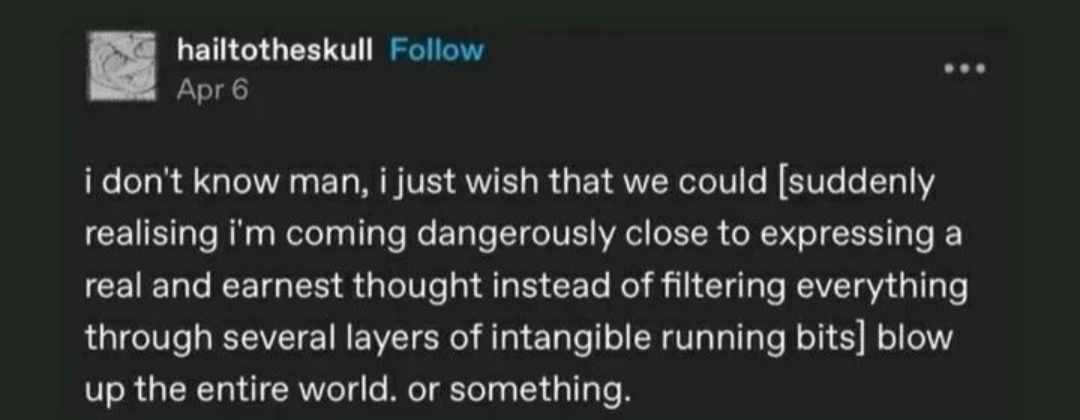 hailtotheskull Follow
Apr 6
i don't know man, i just wish that we could [suddenly
realising i'm coming dangerously close to expressing a
real and earnest thought instead of filtering everything
through several layers of intangible running bits] blow
up the entire world. or something.